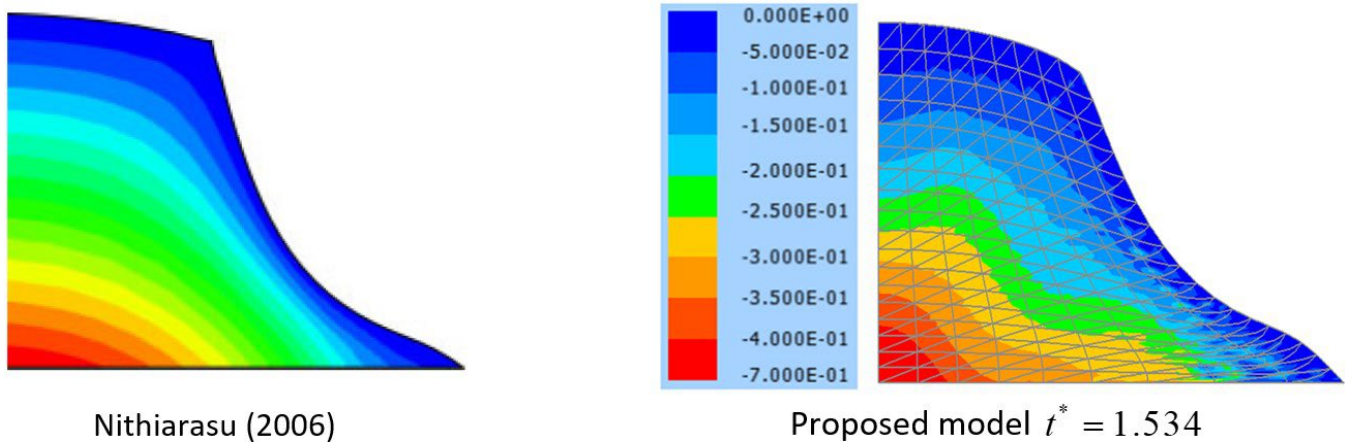 0.000E+00
-5.000E-02
-1.000E-01
-1.500E-01
-2.000E-01
-2.500E-01
-3.000E-01
-3.500E-01
-4.000E-01
-7.000E-01
Nithiarasu (2006)
Proposed model t* = 1.534